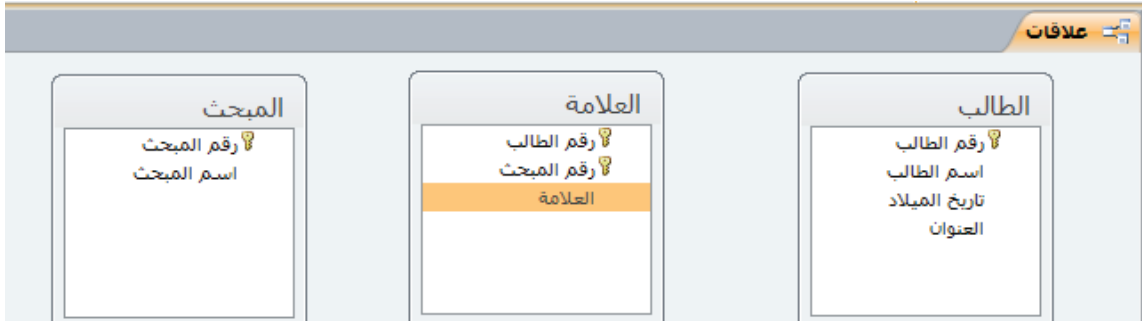 علاقات
الطالب
رقم الطالب
اسم الطالب
تاريخ الميلاد
العنوان
العلامة
رقم الطالب
رقم المبحث
العلامة
المبحث
رقم المبحث
اسم المبحث